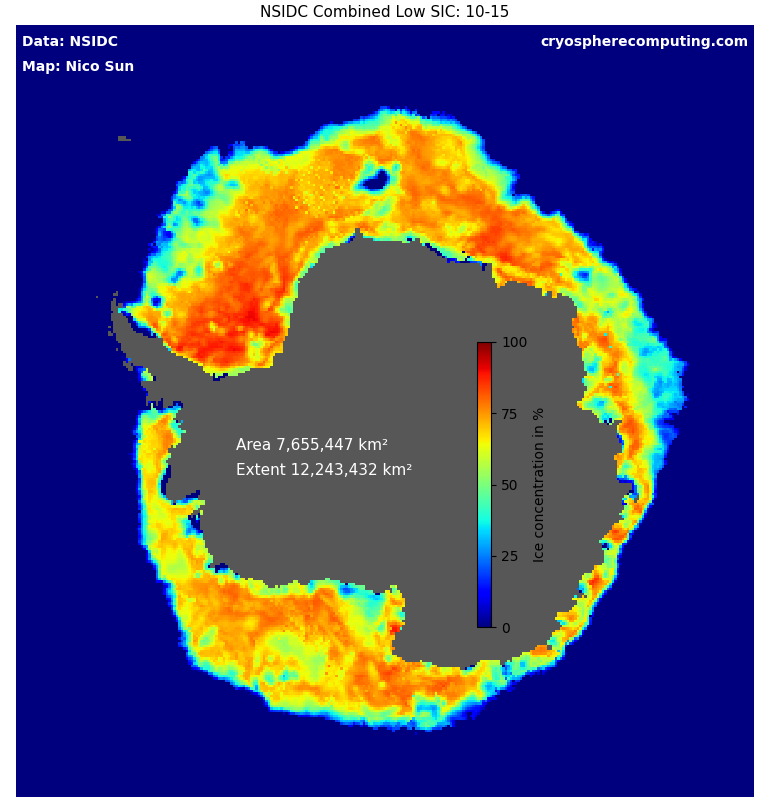 NSIDC Combined Low SIC: 10-15
Data: NSIDC
cryospherecomputing.com
Map: Nico Sun
100
75
50
25
0
Ice concentration in %
Area 7,655,447 km²
Extent 12,243,432 km²